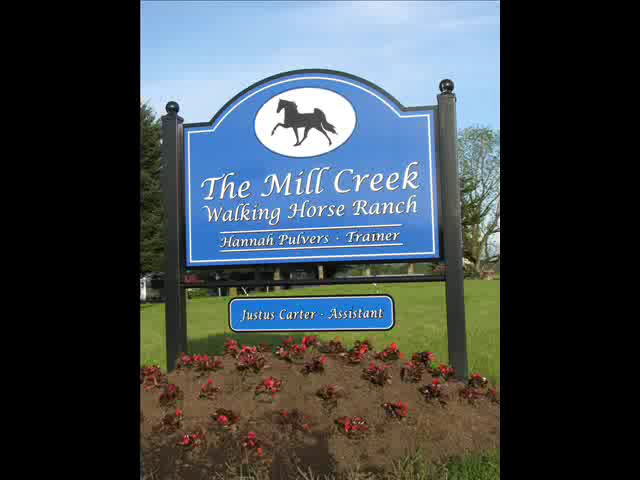 The Mill Creek
Walking Horse Ranch
Hannah Pulvers · Trainer
Justus Carter · Assistant